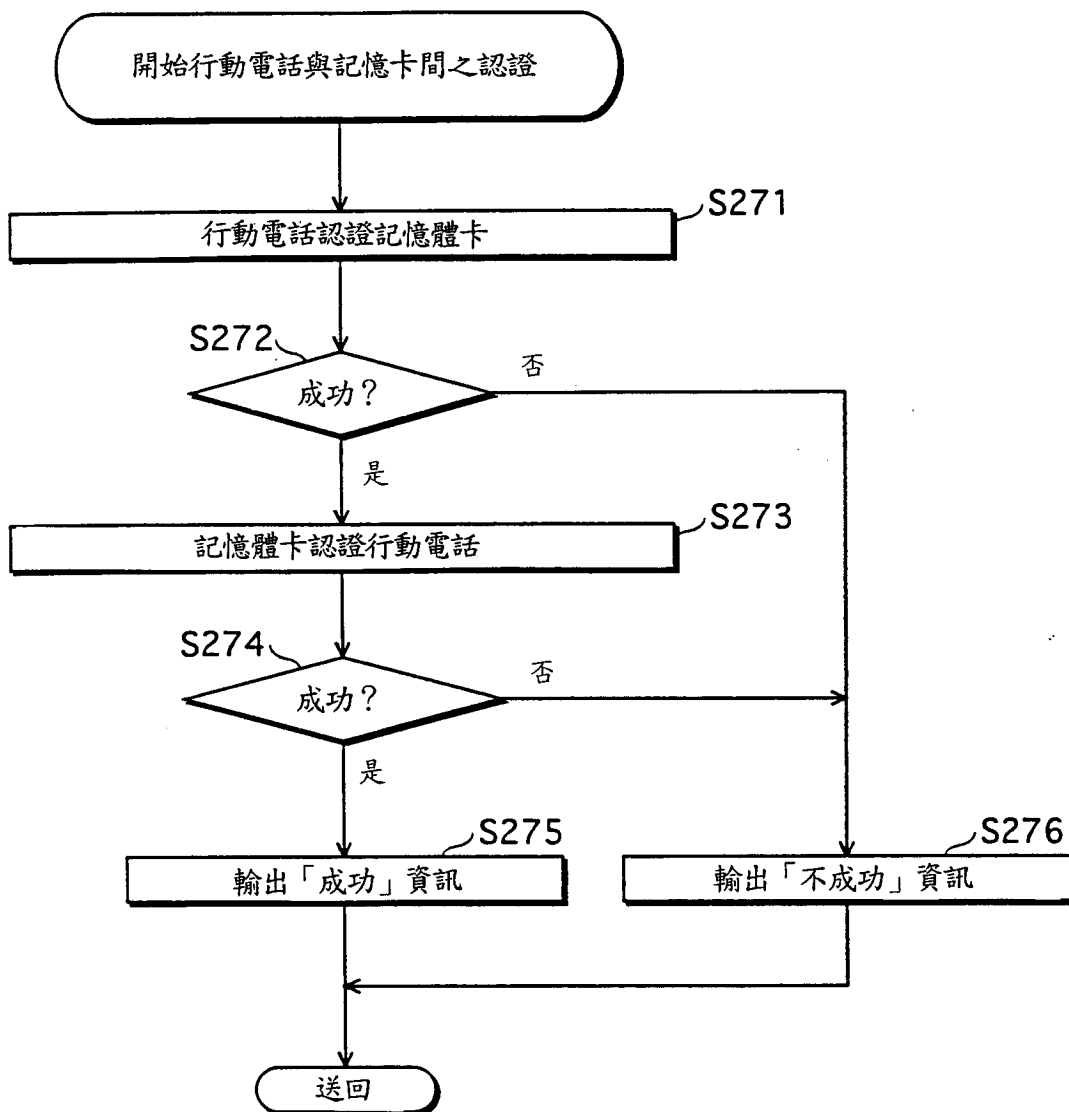 開始行動電話與記憶卡間之認證
S271
行動電話認證記憶體卡
S272
成功？
否
是
S273
記憶體卡認證行動電話
S274
成功？
否
是
S275
輸出「成功」資訊
S276
輸出「不成功」資訊
送回